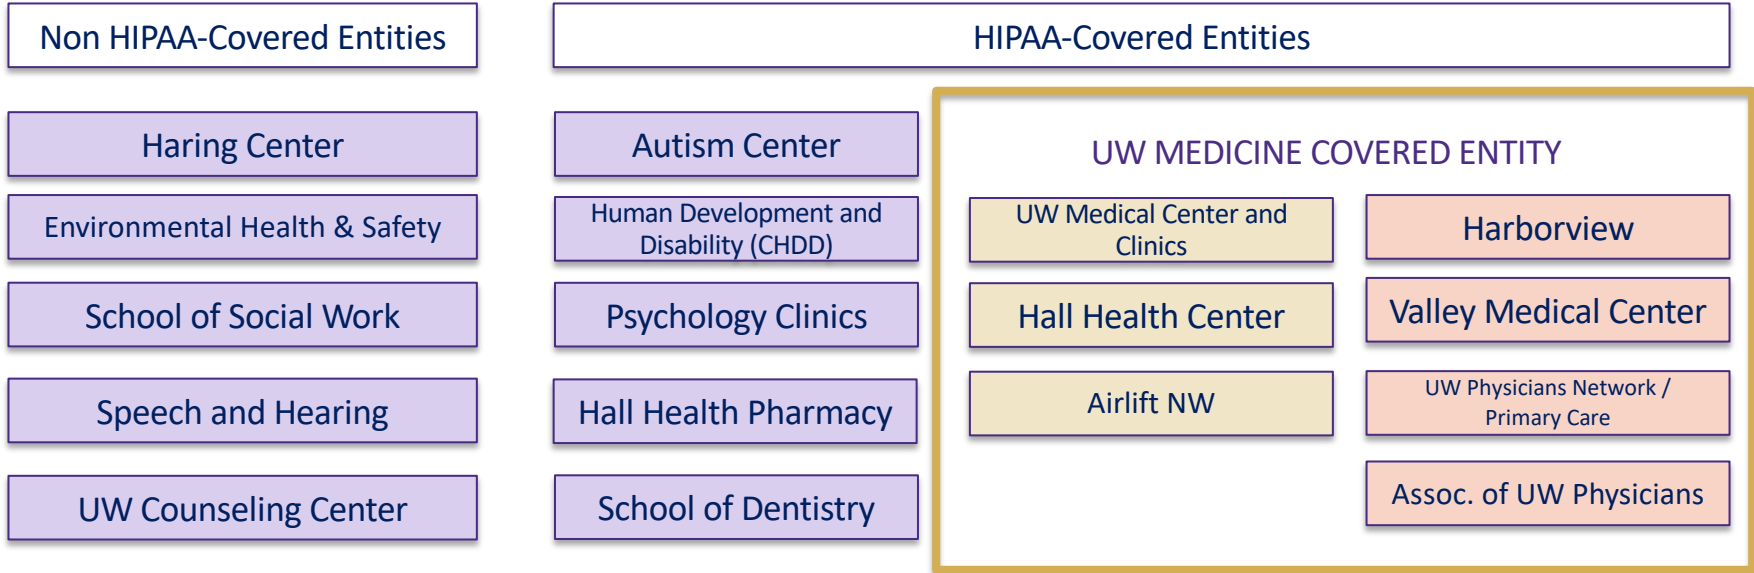 Non HIPAA-Covered Entities
HIPAA-Covered Entities
Haring Center
Environmental Health & Safety
School of Social Work
Speech and Hearing
UW Counseling Center
Autism Center
Human Development and
Disability (CHDD)
Psychology Clinics
Hall Health Pharmacy
School of Dentistry
UW MEDICINE COVERED ENTITY
UW Medical Center and
Clinics
Hall Health Center
Airlift NW
Harborview
Valley Medical Center
UW Physicians Network /
Primary Care
Assoc. of UW Physicians